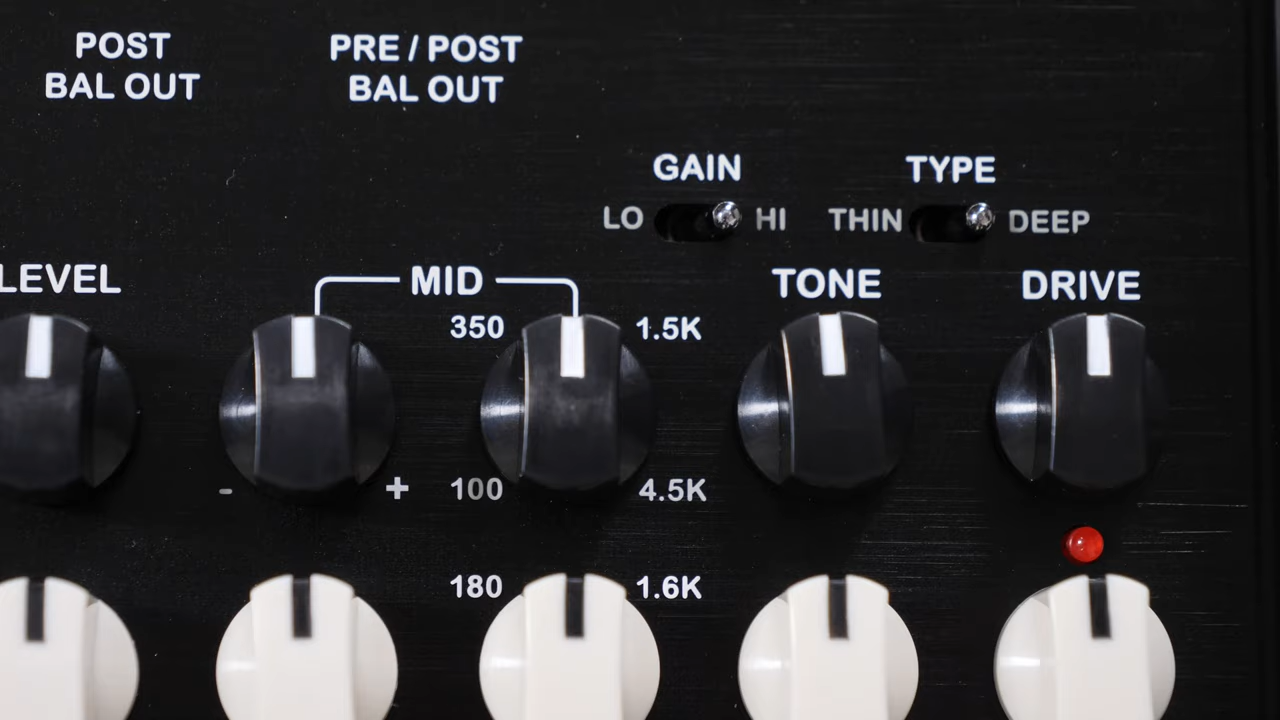 POST
BAL OUT
PRE / POST
BAL OUT
GAIN
LO HI
TYPE
THIN DEEP
LEVEL
MID
TONE
DRIVE
350 1.5K
- +
100 4.5K
180 1.6K